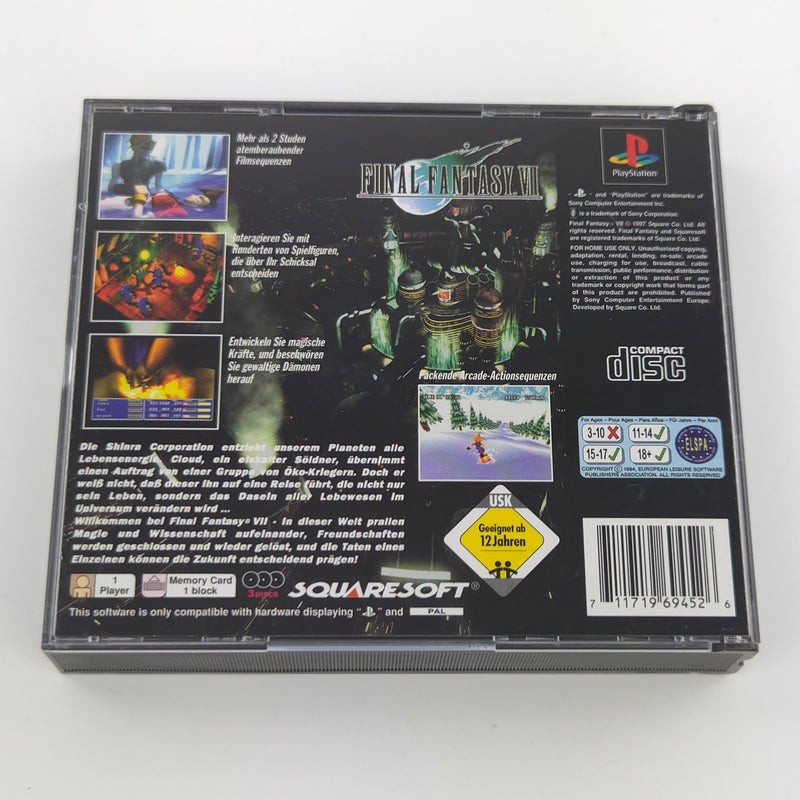 Mehr als 2 Studen
atemberaubender
Filmsequenzen
Interagieren Sie mit
Hunderten von Spielfiguren,
die über Ihr Schicksal
entscheiden
Entwickeln Sie magische
Kräfte, und beschwören
Sie gewaltige Dämonen
herauf
FINAL FANTASY VII
Packende Arcade-Actionsequenzen
PlayStation
"PS" and "PlayStation" are trademarks of
Sony Computer Entertainment Inc.
is a trademark of Sony Corporation.
Final Fantasy® VII © 1997 Square Co. Ltd. All
rights reserved. Final Fantasy and Squaresoft
are registered trademarks of Square Co. Ltd.
FOR HOME USE ONLY. Unauthorised copying,
adaptation, rental, lending, re-sale, arcade
use, charging for use, broadcast, cable
transmission, public performance, distribution
or extraction of this product or any
trademark or copyright work that forms part
of this product are prohibited. Published
by Sony Computer Entertainment Europe.
Developed by Square Co. Ltd.
COMPACT
disc
For Ages - Pour Ages - Para Años - Für Jahre - Per Anni
3-10 11-14
15-17 18+
ELSPA
COPYRIGHT © 1994, EUROPEAN LEISURE SOFTWARE
PUBLISHERS ASSOCIATION, ALL RIGHTS RESERVED
USK
Geeignet ab
12 Jahren
Die Shinra Corporation entzieht unserem Planeten alle
Lebensenergie. Cloud, ein eiskalter Söldner, übernimmt
einen Auftrag von einer Gruppe von Öko-Kriegern. Doch er
weiß nicht, daß dieser ihn auf eine Reise führt, die nicht nur
sein Leben, sondern das Dasein aller Lebewesen im
Universum verändern wird ...
Willkommen bei Final Fantasy® VII - in dieser Welt prallen
Magie und Wissenschaft aufeinander, Freundschaften
werden geschlossen und wieder gelöst, und die Taten eines
Einzelnen können die Zukunft entscheidend prägen!
1
Player
Memory Card
1 block
3 DISCS
SQUARESOFT®
This software is only compatible with hardware displaying "PS" and PAL
7 11719 69452 6